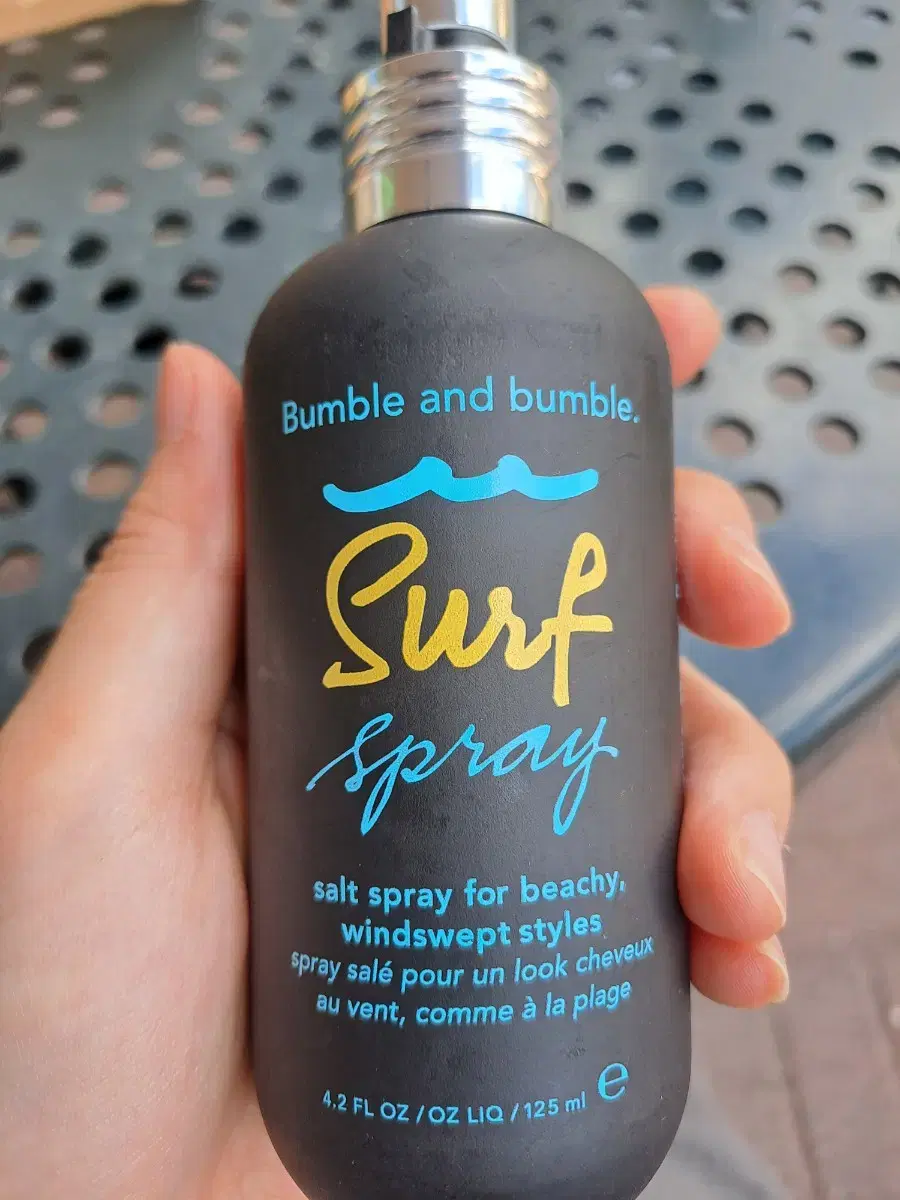 Bumble and bumble.
Surf
spray
salt spray for beachy,
windswept styles
spray salé pour un look cheveux
au vent, comme à la plage
4.2 FL OZ / OZ LIQ / 125 ml e